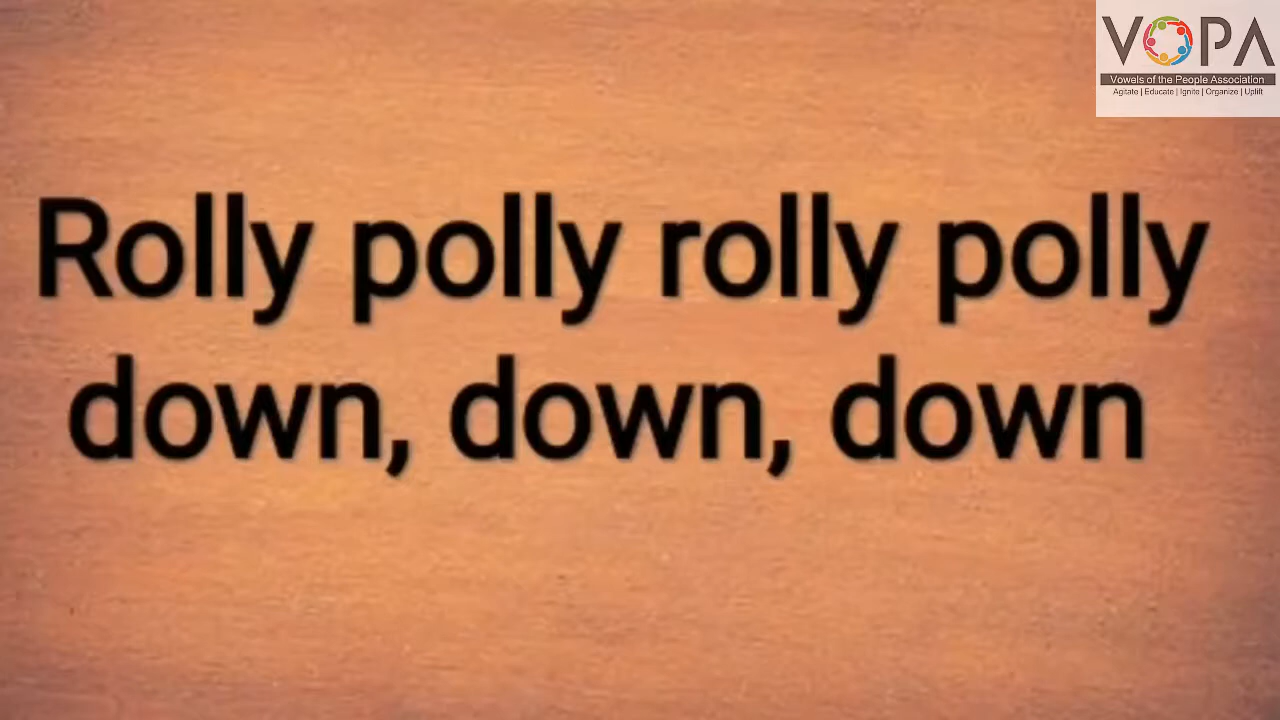 VOPA
Vowels of the People Association
Agitate | Educate | Ignite | Organize | Uplift
Rolly polly rolly polly
down, down, down